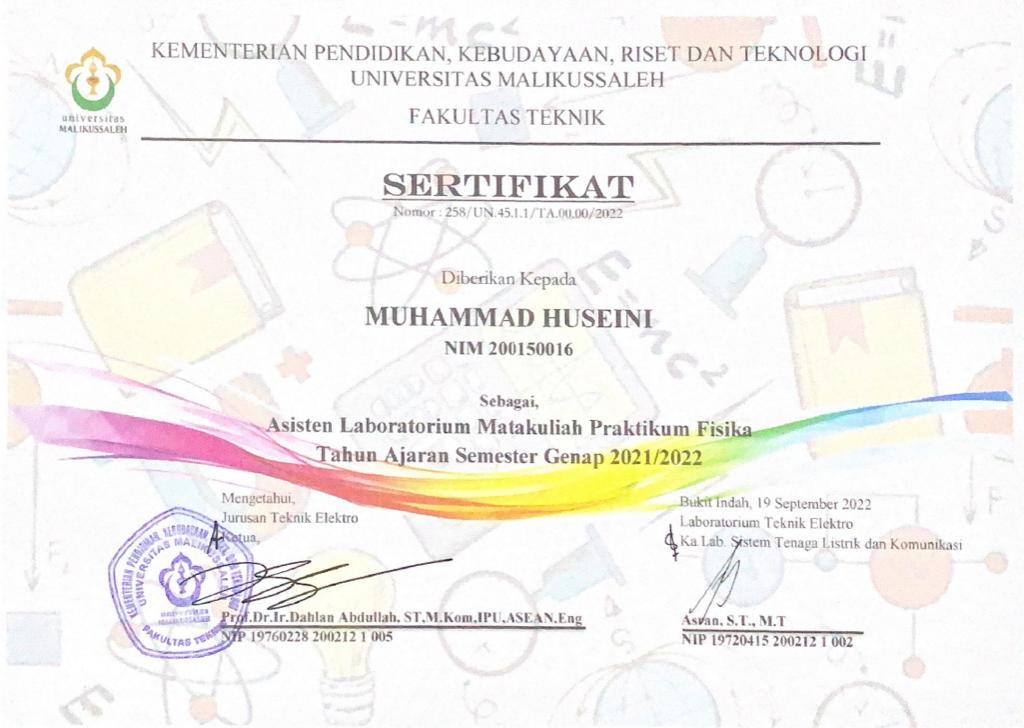 KEMENTERIAN PENDIDIKAN, KEBUDAYAAN, RISET DAN TEKNOLOGI
UNIVERSITAS MALIKUSSALEH
FAKULTAS TEKNIK
universitas
MALIKUSSALEH
SERTIFIKAT
Nomor : 258/UN.45.1.1/TA.00.00/2022
Diberikan Kepada
MUHAMMAD HUSEINI
NIM 200150016
Sebagai,
Asisten Laboratorium Matakuliah Praktikum Fisika
Tahun Ajaran Semester Genap 2021/2022
Mengetahui,
Jurusan Teknik Elektro
Ketua,
Prof.Dr.Ir.Dahlan Abdullah, ST,M.Kom,IPU,ASEAN.Eng
NIP 19760228 200212 1 005
Bukit Indah, 19 September 2022
Laboratorium Teknik Elektro
Ka Lab. Sistem Tenaga Listrik dan Komunikasi
Asran, S.T., M.T
NIP 19720415 200212 1 002
UNIVERSITAS MALIKUSSALEH
FAKULTAS TEKNIK
E=mc²